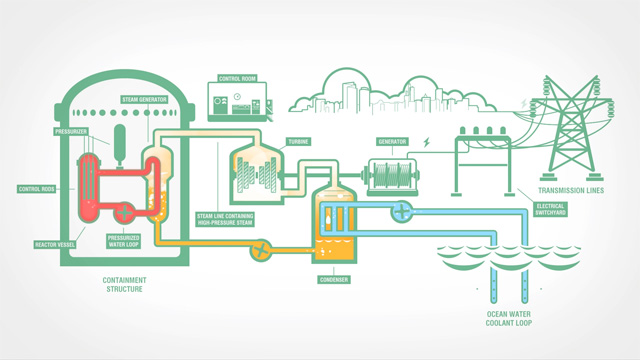 CONTROL ROOM
STEAM GENERATOR
PRESSURIZER
TURBINE
GENERATOR
CONTROL RODS
TRANSMISSION LINES
STEAM LINE CONTAINING
HIGH-PRESSURE STEAM
ELECTRICAL
SWITCHYARD
PRESSURIZED
WATER LOOP
REACTOR VESSEL
CONTAINMENT
STRUCTURE
CONDENSER
OCEAN WATER
COOLANT LOOP